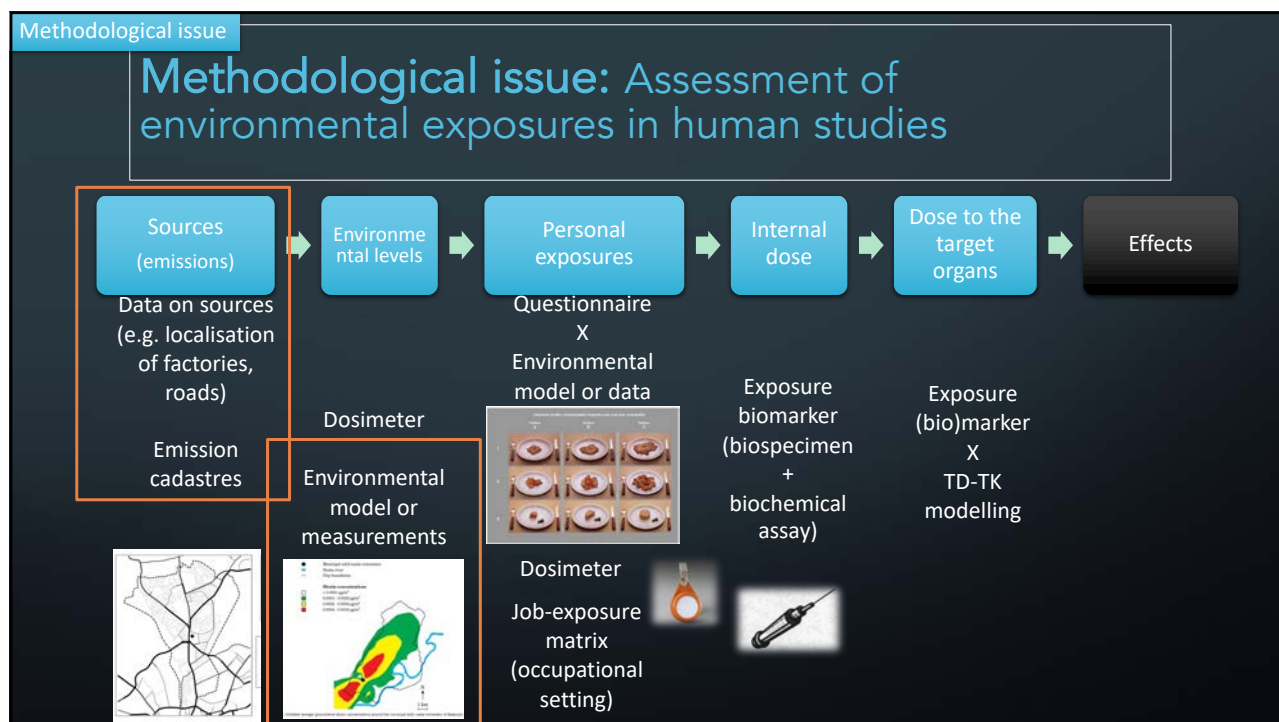 Methodological issue
Methodological issue: Assessment of
environmental exposures in human studies
Sources
(emissions)
Environme
ntal levels
Personal
exposures
Internal
dose
Dose to the
target
organs
Effects
Data on sources
(e.g. localisation
of factories,
roads)
Emission
cadastres
Dosimeter
Environmental
model or
measurements
Questionnaire
X
Environmental
model or data
Dosimeter
Job-exposure
matrix
(occupational
setting)
Exposure
biomarker
(biospecimen
+
biochemical
assay)
Exposure
(bio)marker
X
TD-TK
modelling